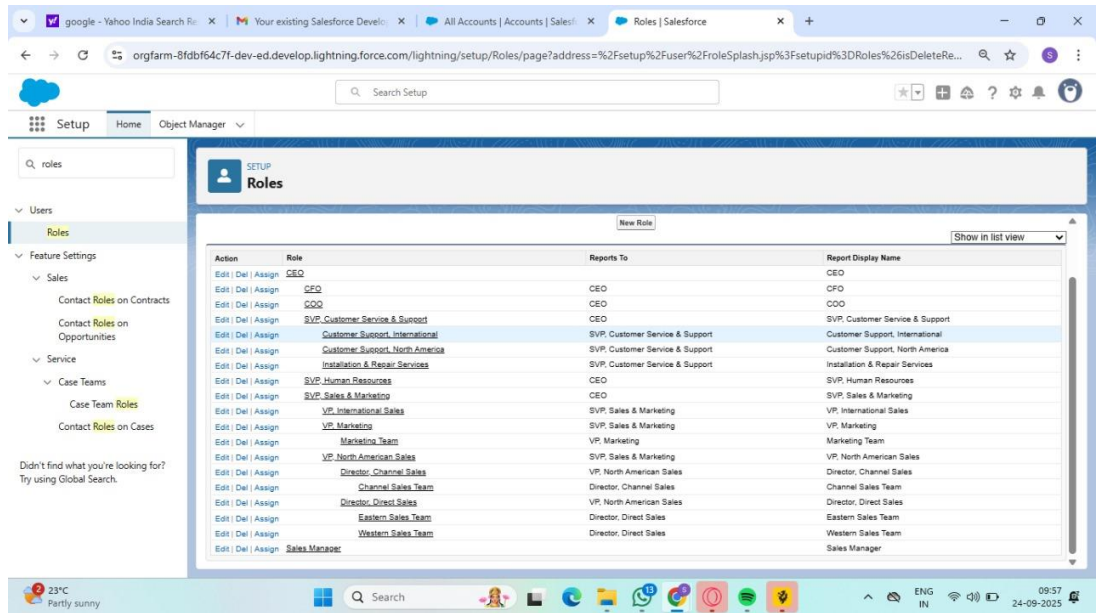 google - Yahoo India Search Re
Your existing Salesforce Develo
All Accounts | Accounts | Salesf
Roles | Salesforce
orgfarm-8fdbf64c7f-dev-ed.develop.lightning.force.com/lightning/setup/Roles/page?address=%2Fsetup%2Fuser%2FroleSplash.jsp%3Fsetupid%3DRoles%26isDeleteRe...
S
Search Setup
Setup Home Object Manager
roles
SETUP
Roles
Users
Roles
Feature Settings
Sales
Contact Roles on Contracts
Contact Roles on
Opportunities
Service
Case Teams
Case Team Roles
Contact Roles on Cases
Didn't find what you're looking for?
Try using Global Search.
New Role
Show in list view
Action Role Reports To Report Display Name
Edit | Del | Assign CEO CEO
Edit | Del | Assign CFO CEO CFO
Edit | Del | Assign COO CEO COO
Edit | Del | Assign SVP, Customer Service & Support CEO SVP, Customer Service & Support
Edit | Del | Assign Customer Support, International SVP, Customer Service & Support Customer Support, International
Edit | Del | Assign Customer Support, North America SVP, Customer Service & Support Customer Support, North America
Edit | Del | Assign Installation & Repair Services SVP, Customer Service & Support Installation & Repair Services
Edit | Del | Assign SVP, Human Resources CEO SVP, Human Resources
Edit | Del | Assign SVP, Sales & Marketing CEO SVP, Sales & Marketing
Edit | Del | Assign VP, International Sales SVP, Sales & Marketing VP, International Sales
Edit | Del | Assign VP, Marketing SVP, Sales & Marketing VP, Marketing
Edit | Del | Assign Marketing Team VP, Marketing Marketing Team
Edit | Del | Assign VP, North American Sales SVP, Sales & Marketing VP, North American Sales
Edit | Del | Assign Director, Channel Sales VP, North American Sales Director, Channel Sales
Edit | Del | Assign Channel Sales Team Director, Channel Sales Channel Sales Team
Edit | Del | Assign Director, Direct Sales VP, North American Sales Director, Direct Sales
Edit | Del | Assign Eastern Sales Team Director, Direct Sales Eastern Sales Team
Edit | Del | Assign Western Sales Team Director, Direct Sales Western Sales Team
Edit | Del | Assign Sales Manager Sales Manager
2
23°C
Partly sunny
Search
13
ENG
IN
09:57
24-09-2025